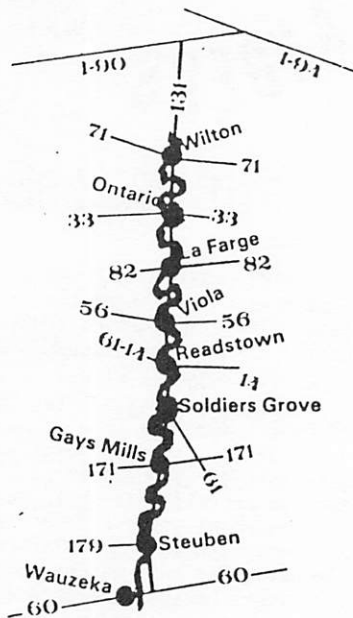 I-90
I-94
131
71
Wilton
71
Ontario
33
33
La Farge
82
82
Viola
56
56
61-14
Readstown
14
Soldiers Grove
Gays Mills
171
171
61
179
Steuben
Wauzeka
60
60